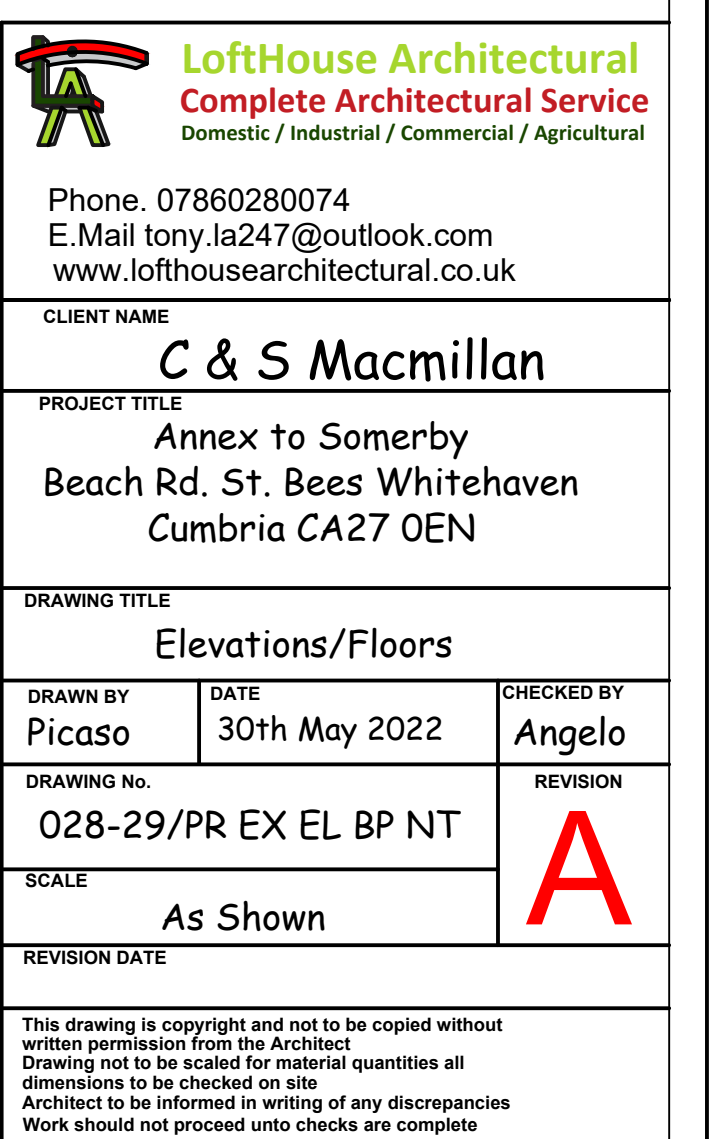 LoftHouse Architectural
Complete Architectural Service
Domestic / Industrial / Commercial / Agricultural
Phone. 07860280074
E.Mail tony.la247@outlook.com
www.lofthousearchitectural.co.uk
CLIENT NAME
C & S Macmillan
PROJECT TITLE
Annex to Somerby
Beach Rd. St. Bees Whitehaven
Cumbria CA27 0EN
DRAWING TITLE
Elevations/Floors
DRAWN BY
Picaso
DATE
30th May 2022
CHECKED BY
Angelo
DRAWING No.
028-29/PR EX EL BP NT
REVISION
A
SCALE
As Shown
REVISION DATE
This drawing is copyright and not to be copied without
written permission from the Architect
Drawing not to be scaled for material quantities all
dimensions to be checked on site
Architect to be informed in writing of any discrepancies
Work should not proceed unto checks are complete